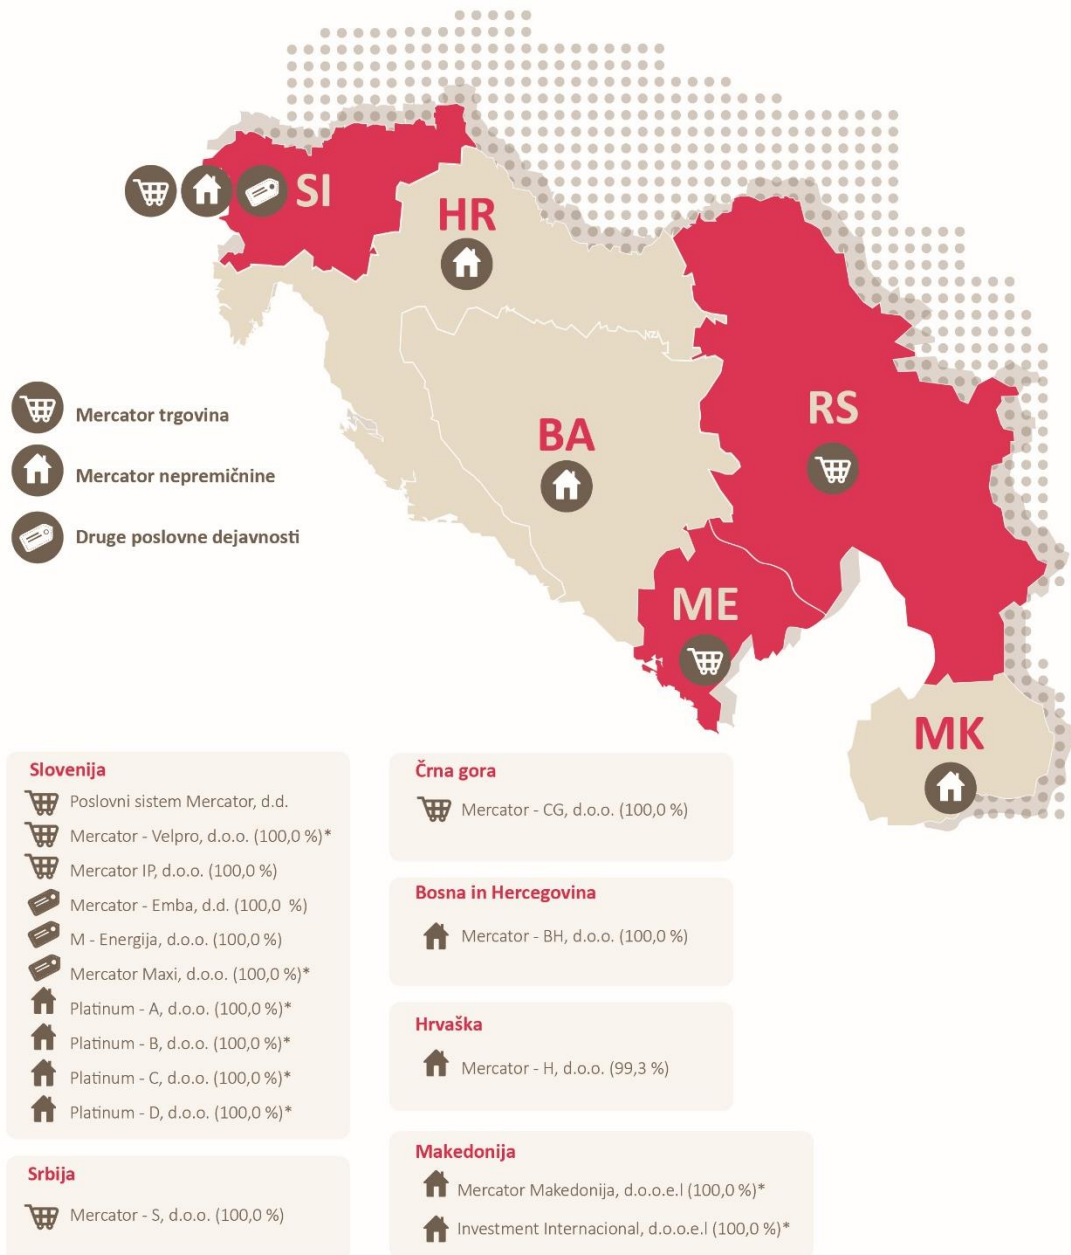 SI
HR
BA
RS
ME
MK
Mercator trgovina
Mercator nepremičnine
Druge poslovne dejavnosti
Slovenija
Poslovni sistem Mercator, d.d.
Mercator - Velpro, d.o.o. (100,0 %)*
Mercator IP, d.o.o. (100,0 %)
Mercator - Emba, d.d. (100,0 %)
M - Energija, d.o.o. (100,0 %)
Mercator Maxi, d.o.o. (100,0 %)*
Platinum - A, d.o.o. (100,0 %)*
Platinum - B, d.o.o. (100,0 %)*
Platinum - C, d.o.o. (100,0 %)*
Platinum - D, d.o.o. (100,0 %)*
Srbija
Mercator - S, d.o.o. (100,0 %)
Črna gora
Mercator - CG, d.o.o. (100,0 %)
Bosna in Hercegovina
Mercator - BH, d.o.o. (100,0 %)
Hrvaška
Mercator - H, d.o.o. (99,3 %)
Makedonija
Mercator Makedonija, d.o.o.e.l (100,0 %)*
Investment Internacional, d.o.o.e.l (100,0 %)*